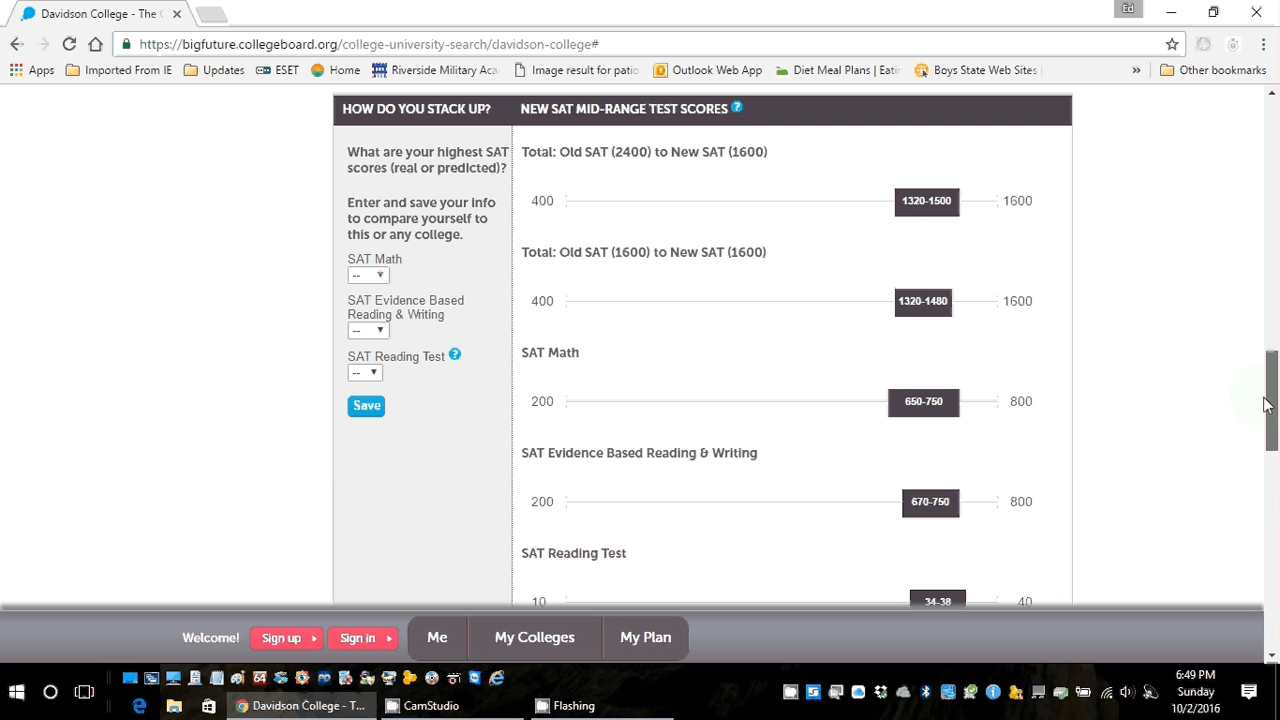 Davidson College - The C
Ed
https://bigfuture.collegeboard.org/college-university-search/davidson-college#
Apps Imported From IE Updates ESET Home Riverside Military Aca Image result for patio Outlook Web App Diet Meal Plans | Eatin Boys State Web Sites » Other bookmarks
HOW DO YOU STACK UP? NEW SAT MID-RANGE TEST SCORES ?
What are your highest SAT
scores (real or predicted)?
Enter and save your info
to compare yourself to
this or any college.
SAT Math
--
SAT Evidence Based
Reading & Writing
--
SAT Reading Test ?
--
Save
Total: Old SAT (2400) to New SAT (1600)
400 1320-1500 1600
Total: Old SAT (1600) to New SAT (1600)
400 1320-1480 1600
SAT Math
200 650-750 800
SAT Evidence Based Reading & Writing
200 670-750 800
SAT Reading Test
10 34-38 40
Welcome! Sign up Sign in Me My Colleges My Plan
64
Davidson College - T... CamStudio Flashing
6:49 PM
Sunday
10/2/2016